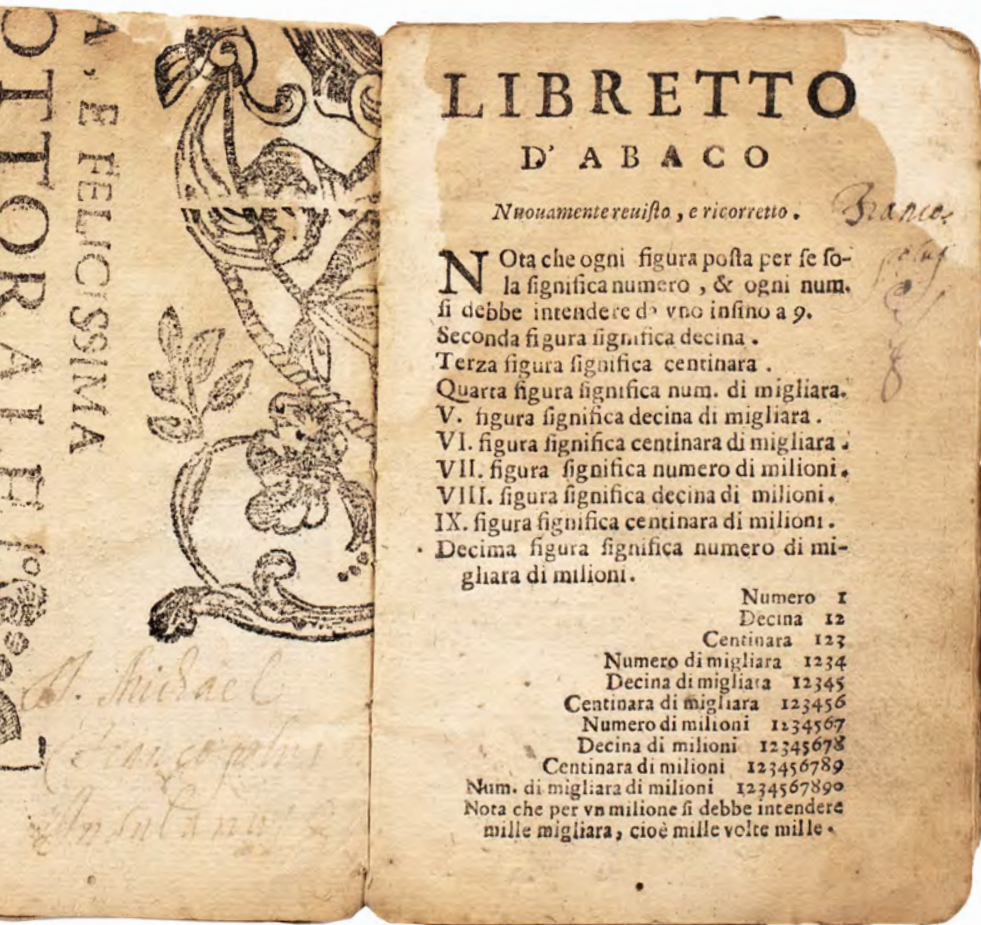 A, E FELICISSIMA
LIBRETTO
D' ABACO
Nuouamente reuiſto, e ricorretto.
NOta che ogni figura poſta per ſe ſo-
la ſignifica numero, & ogni num.
ſi debbe intendere da vno inſino a 9.
Seconda figura ſignifica decina.
Terza figura ſignifica centinara.
Quarta figura ſignifica num. di migliara.
V. figura ſignifica decina di migliara.
VI. figura ſignifica centinara di migliara.
VII. figura ſignifica numero di milioni.
VIII. figura ſignifica decina di milioni.
IX. figura ſignifica centinara di milioni.
Decima figura ſignifica numero di mi-
gliara di milioni.
Numero 1
Decina 12
Centinara 123
Numero di migliara 1234
Decina di migliara 12345
Centinara di migliara 123456
Numero di milioni 1234567
Decina di milioni 12345678
Centinara di milioni 123456789
Num. di migliara di milioni 1234567890
Nota che per vn milione ſi debbe intendere
mille migliara, cioè mille volte mille.